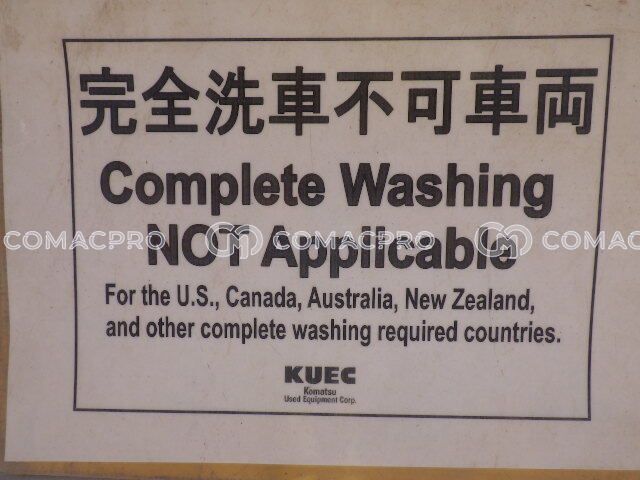 完全洗車不可車両
Complete Washing
NOT Applicable
COMACPRO COMACPRO COMACPRO
For the U.S., Canada, Australia, New Zealand,
and other complete washing required countries.
KUEC
Komatsu
Used Equipment Corp.